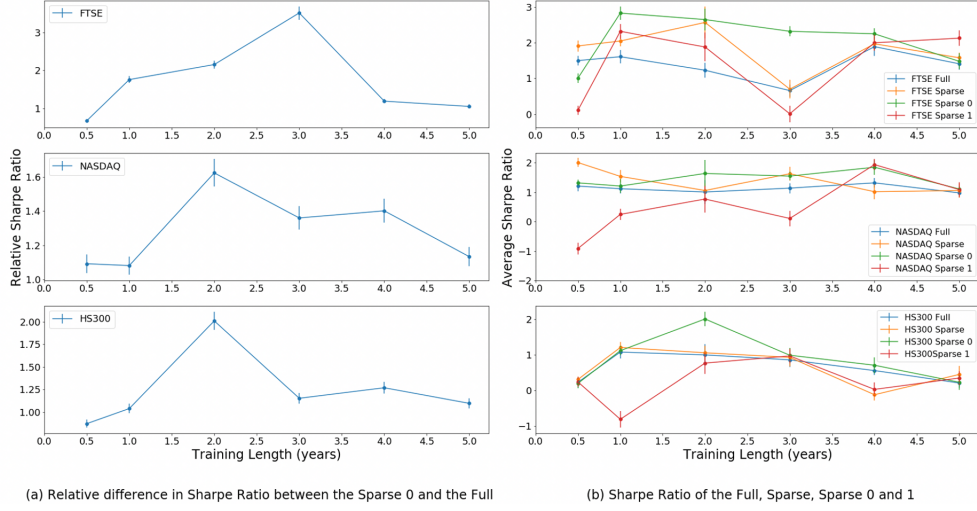 FTSE
3
2
1
0.0 0.5 1.0 1.5 2.0 2.5 3.0 3.5 4.0 4.5 5.0
NASDAQ
1.6
1.4
1.2
1.0
0.0 0.5 1.0 1.5 2.0 2.5 3.0 3.5 4.0 4.5 5.0
HS300
2.00
1.75
1.50
1.25
1.00
0.0 0.5 1.0 1.5 2.0 2.5 3.0 3.5 4.0 4.5 5.0
Relative Sharpe Ratio
Training Length (years)
(a) Relative difference in Sharpe Ratio between the Sparse 0 and the Full
3
2
1
0
FTSE Full
FTSE Sparse
FTSE Sparse 0
FTSE Sparse 1
0.0 0.5 1.0 1.5 2.0 2.5 3.0 3.5 4.0 4.5 5.0
2
1
0
−1
−2
NASDAQ Full
NASDAQ Sparse
NASDAQ Sparse 0
NASDAQ Sparse 1
0.0 0.5 1.0 1.5 2.0 2.5 3.0 3.5 4.0 4.5 5.0
2
1
0
−1
HS300 Full
HS300 Sparse
HS300 Sparse 0
HS300Sparse 1
0.0 0.5 1.0 1.5 2.0 2.5 3.0 3.5 4.0 4.5 5.0
Average Sharpe Ratio
Training Length (years)
(b) Sharpe Ratio of the Full, Sparse, Sparse 0 and 1